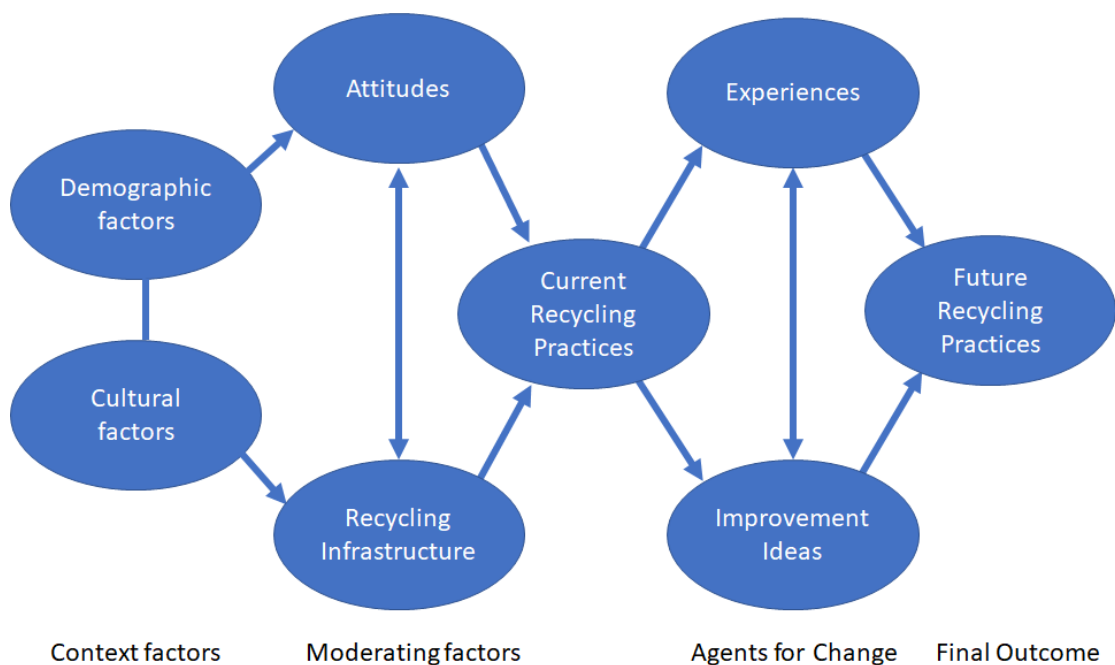 Attitudes
Experiences
Demographic
factors
Current
Recycling
Practices
Future
Recycling
Practices
Cultural
factors
Recycling
Infrastructure
Improvement
Ideas
Context factors
Moderating factors
Agents for Change
Final Outcome